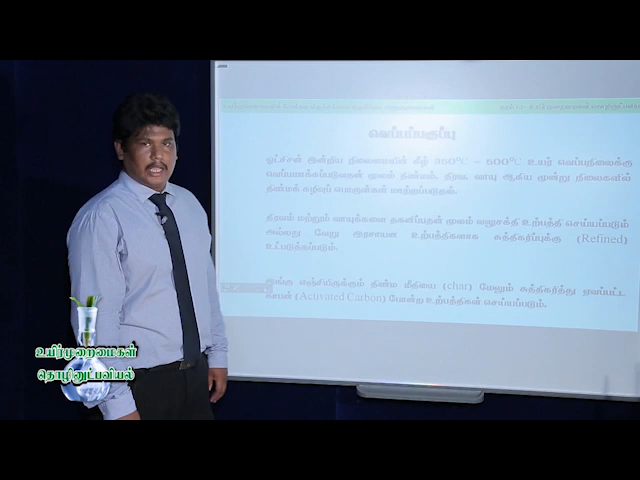 வெப்பப்பகுப்பு
ஓட்சிசன் இன்றிய நிலைமையின் கீழ் 350°C – 600°C உயர் வெப்பநிலைக்கு
வெப்பமாக்கப்படுவதன் மூலம் திண்மம், திரவ, வாயு ஆகிய மூன்று நிலைகளில்
திண்மக் கழிவுப் பொருள்கள் மாற்றப்படுதல்.
திரவம் மற்றும் வாயுக்களை தகனிப்பதன் மூலம் வலுசக்தி உற்பத்தி செய்யப்படும்
அல்லது வேறு இரசாயன உற்பத்திகளாக சுத்திகரிப்புக்கு (Refined)
உட்படுத்தப்படும்.
இங்கு எஞ்சியிருக்கும் திண்ம மீதியை (char) மேலும் சுத்திகரித்து ஏவப்பட்ட
காபன் (Activated Carbon) போன்ற உற்பத்திகள் செய்யப்படும்.
உயிர்முறைமைகள்
தொழினுட்பவியல்